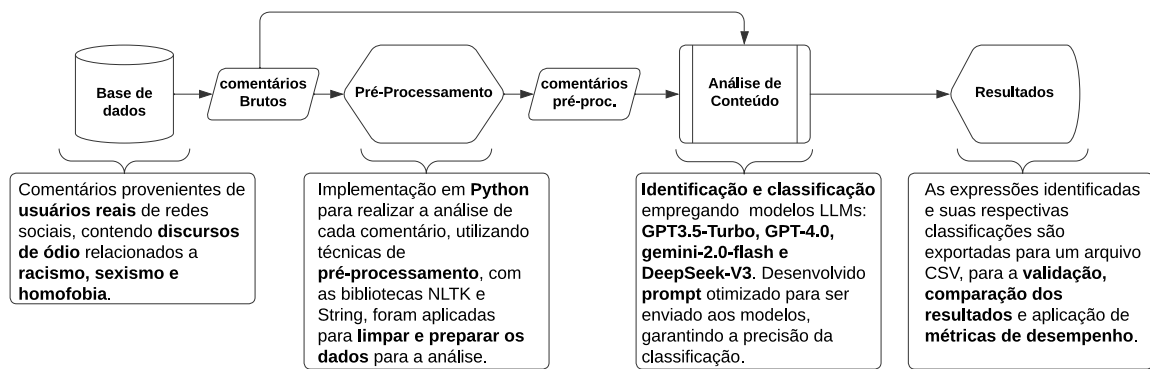 Base de
dados
comentários
Brutos
Pré-Processamento
comentários
pré-proc.
Análise de
Conteúdo
Resultados
Comentários provenientes de
usuários reais de redes
sociais, contendo discursos
de ódio relacionados a
racismo, sexismo e
homofobia.
Implementação em Python
para realizar a análise de
cada comentário, utilizando
técnicas de
pré-processamento, com
as bibliotecas NLTK e
String, foram aplicadas
para limpar e preparar os
dados para a análise.
Identificação e classificação
empregando modelos LLMs:
GPT3.5-Turbo, GPT-4.0,
gemini-2.0-flash e
DeepSeek-V3. Desenvolvido
prompt otimizado para ser
enviado aos modelos,
garantindo a precisão da
classificação.
As expressões identificadas
e suas respectivas
classificações são
exportadas para um arquivo
CSV, para a validação,
comparação dos
resultados e aplicação de
métricas de desempenho.